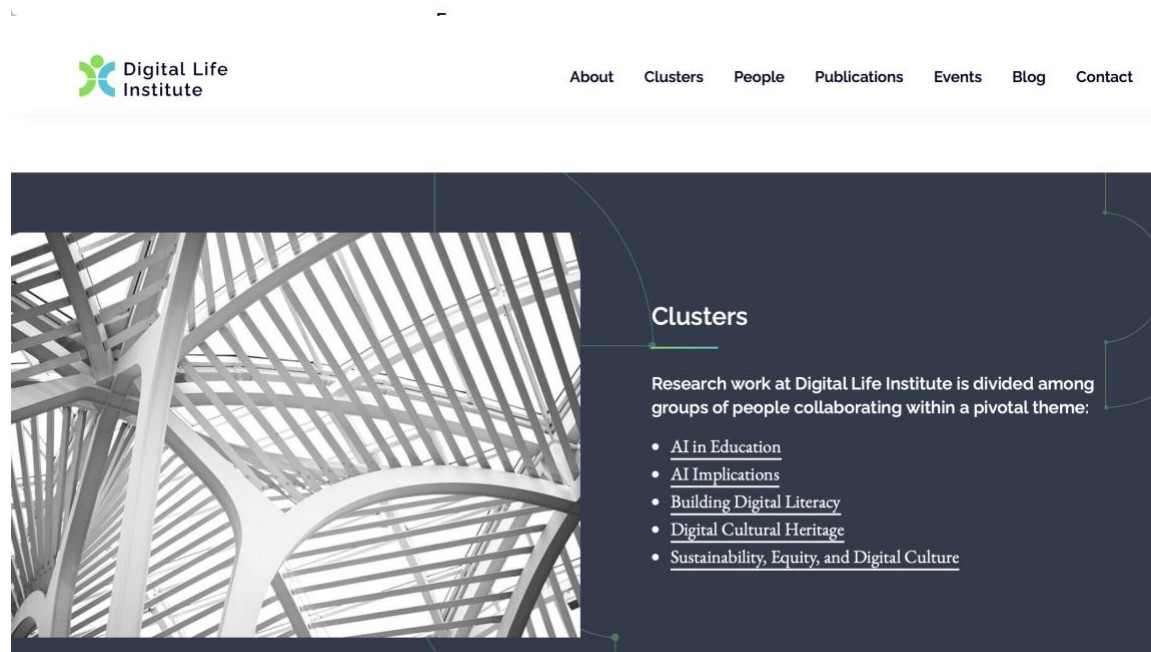 Digital Life
Institute
About Clusters People Publications Events Blog Contact
Clusters
Research work at Digital Life Institute is divided among
groups of people collaborating within a pivotal theme:
• AI in Education
• AI Implications
• Building Digital Literacy
• Digital Cultural Heritage
• Sustainability, Equity, and Digital Culture